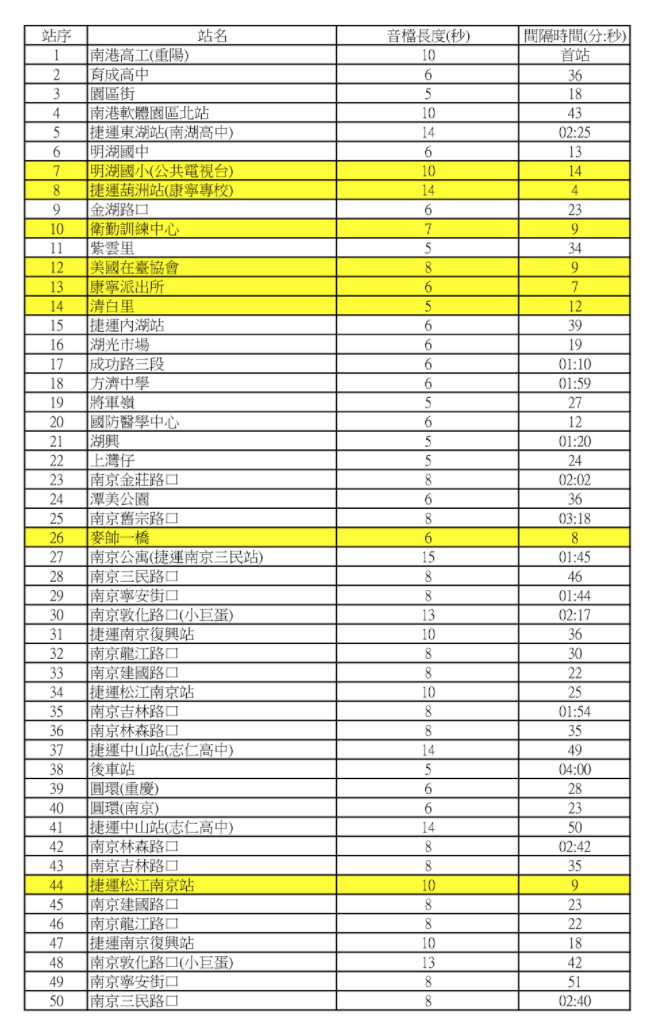 站序 站名 音檔長度(秒) 間隔時間(分:秒)
1 南港高工(重陽) 10 首站
2 育成高中 6 36
3 園區街 5 18
4 南港軟體園區北站 10 43
5 捷運東湖站(南湖高中) 14 02:25
6 明湖國中 6 13
7 明湖國小(公共電視台) 10 14
8 捷運葫洲站(康寧專校) 14 4
9 金湖路口 6 23
10 衛勤訓練中心 7 9
11 紫雲里 5 34
12 美國在臺協會 8 9
13 康寧派出所 6 7
14 清白里 5 12
15 捷運內湖站 6 39
16 湖光市場 6 19
17 成功路三段 6 01:10
18 方濟中學 6 01:59
19 將軍嶺 5 27
20 國防醫學中心 6 12
21 湖興 5 01:20
22 上灣仔 5 24
23 南京金莊路口 8 02:02
24 潭美公園 6 36
25 南京舊宗路口 8 03:18
26 麥帥一橋 6 8
27 南京公寓(捷運南京三民站) 15 01:45
28 南京三民路口 8 46
29 南京寧安街口 8 01:44
30 南京敦化路口(小巨蛋) 13 02:17
31 捷運南京復興站 10 36
32 南京龍江路口 8 30
33 南京建國路口 8 22
34 捷運松江南京站 10 25
35 南京吉林路口 8 01:54
36 南京林森路口 8 35
37 捷運中山站(志仁高中) 14 49
38 後車站 5 04:00
39 圓環(重慶) 6 28
40 圓環(南京) 6 23
41 捷運中山站(志仁高中) 14 50
42 南京林森路口 8 02:42
43 南京吉林路口 8 35
44 捷運松江南京站 10 9
45 南京建國路口 8 23
46 南京龍江路口 8 22
47 捷運南京復興站 10 18
48 南京敦化路口(小巨蛋) 13 42
49 南京寧安街口 8 51
50 南京三民路口 8 02:40